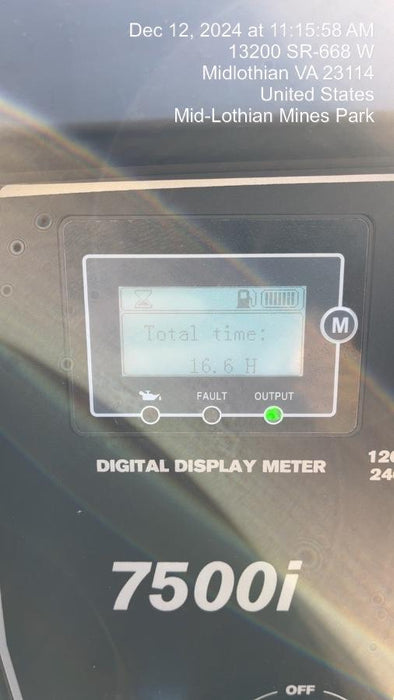 Dec 12, 2024 at 11:15:58 AM
13200 SR-668 W
Midlothian VA 23114
United States
Mid-Lothian Mines Park
Total time:
16.6 H
M
FAULT OUTPUT
DIGITAL DISPLAY METER
7500i
OFF